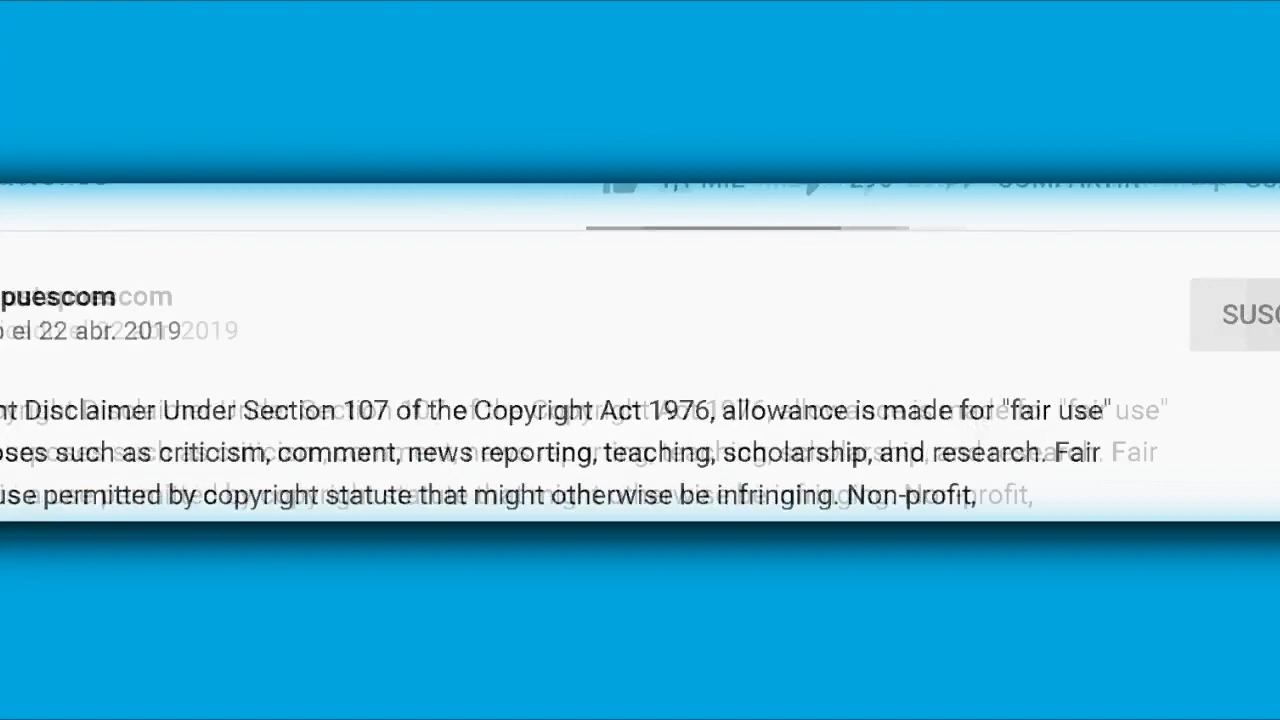 puescom
el 22 abr. 2019
SUSC
nt Disclaimer Under Section 107 of the Copyright Act 1976, allowance is made for "fair use"
oses such as criticism, comment, news reporting, teaching, scholarship, and research. Fair
use permitted by copyright statute that might otherwise be infringing. Non-profit,